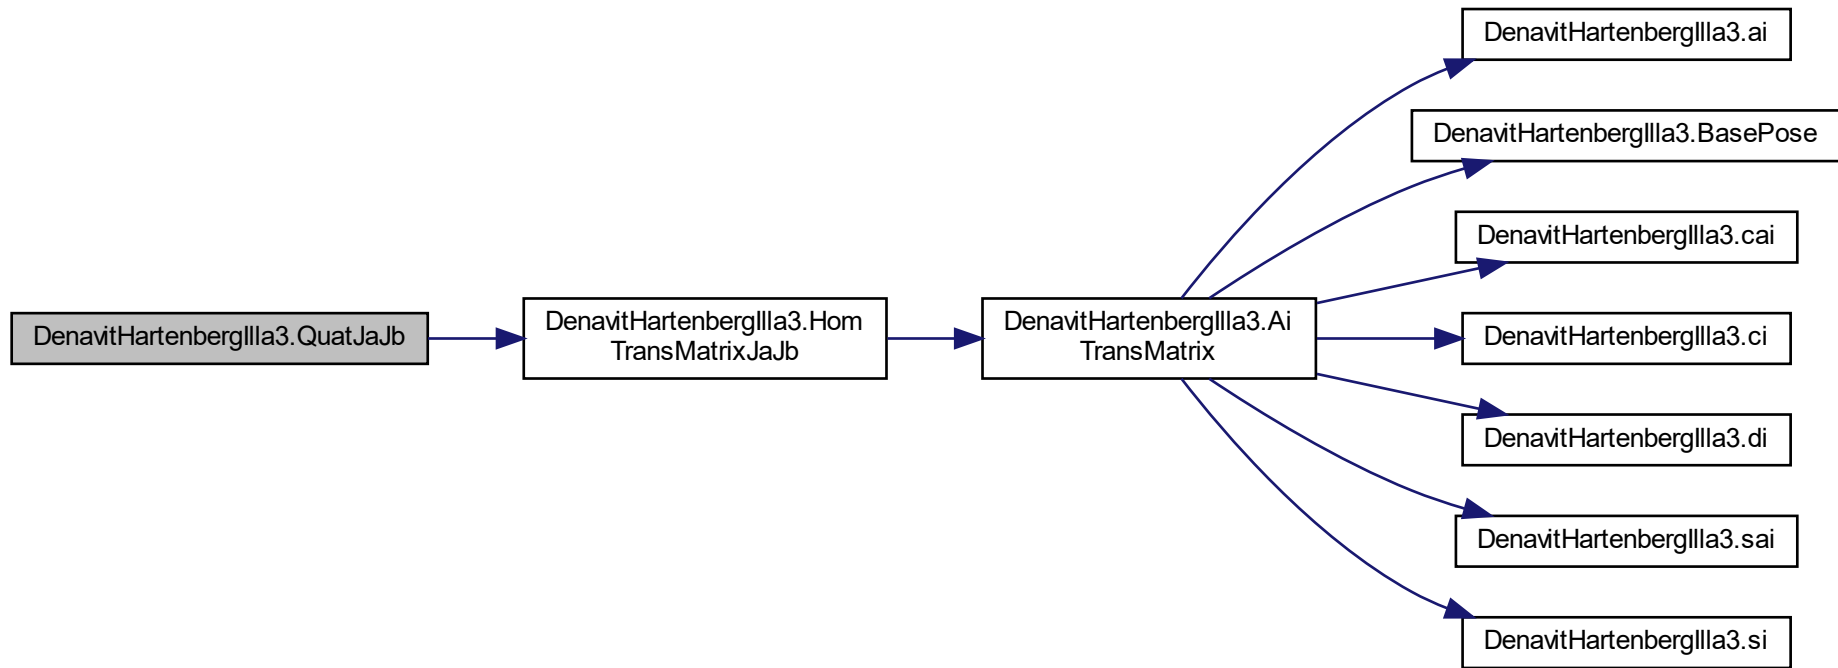 DenavitHartenbergIIIa3.ai
DenavitHartenbergIIIa3.BasePose
DenavitHartenbergIIIa3.cai
DenavitHartenbergIIIa3.QuatJaJb
DenavitHartenbergIIIa3.Hom
TransMatrixJaJb
DenavitHartenbergIIIa3.Ai
TransMatrix
DenavitHartenbergIIIa3.ci
DenavitHartenbergIIIa3.di
DenavitHartenbergIIIa3.sai
DenavitHartenbergIIIa3.si